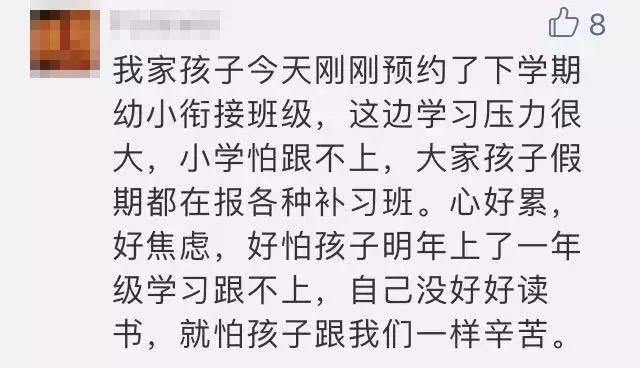 8
我家孩子今天刚刚预约了下学期
幼小衔接班级，这边学习压力很
大，小学怕跟不上，大家孩子假
期都在报各种补习班。心好累，
好焦虑，好怕孩子明年上了一年
级学习跟不上，自己没好好读
书，就怕孩子跟我们一样辛苦。